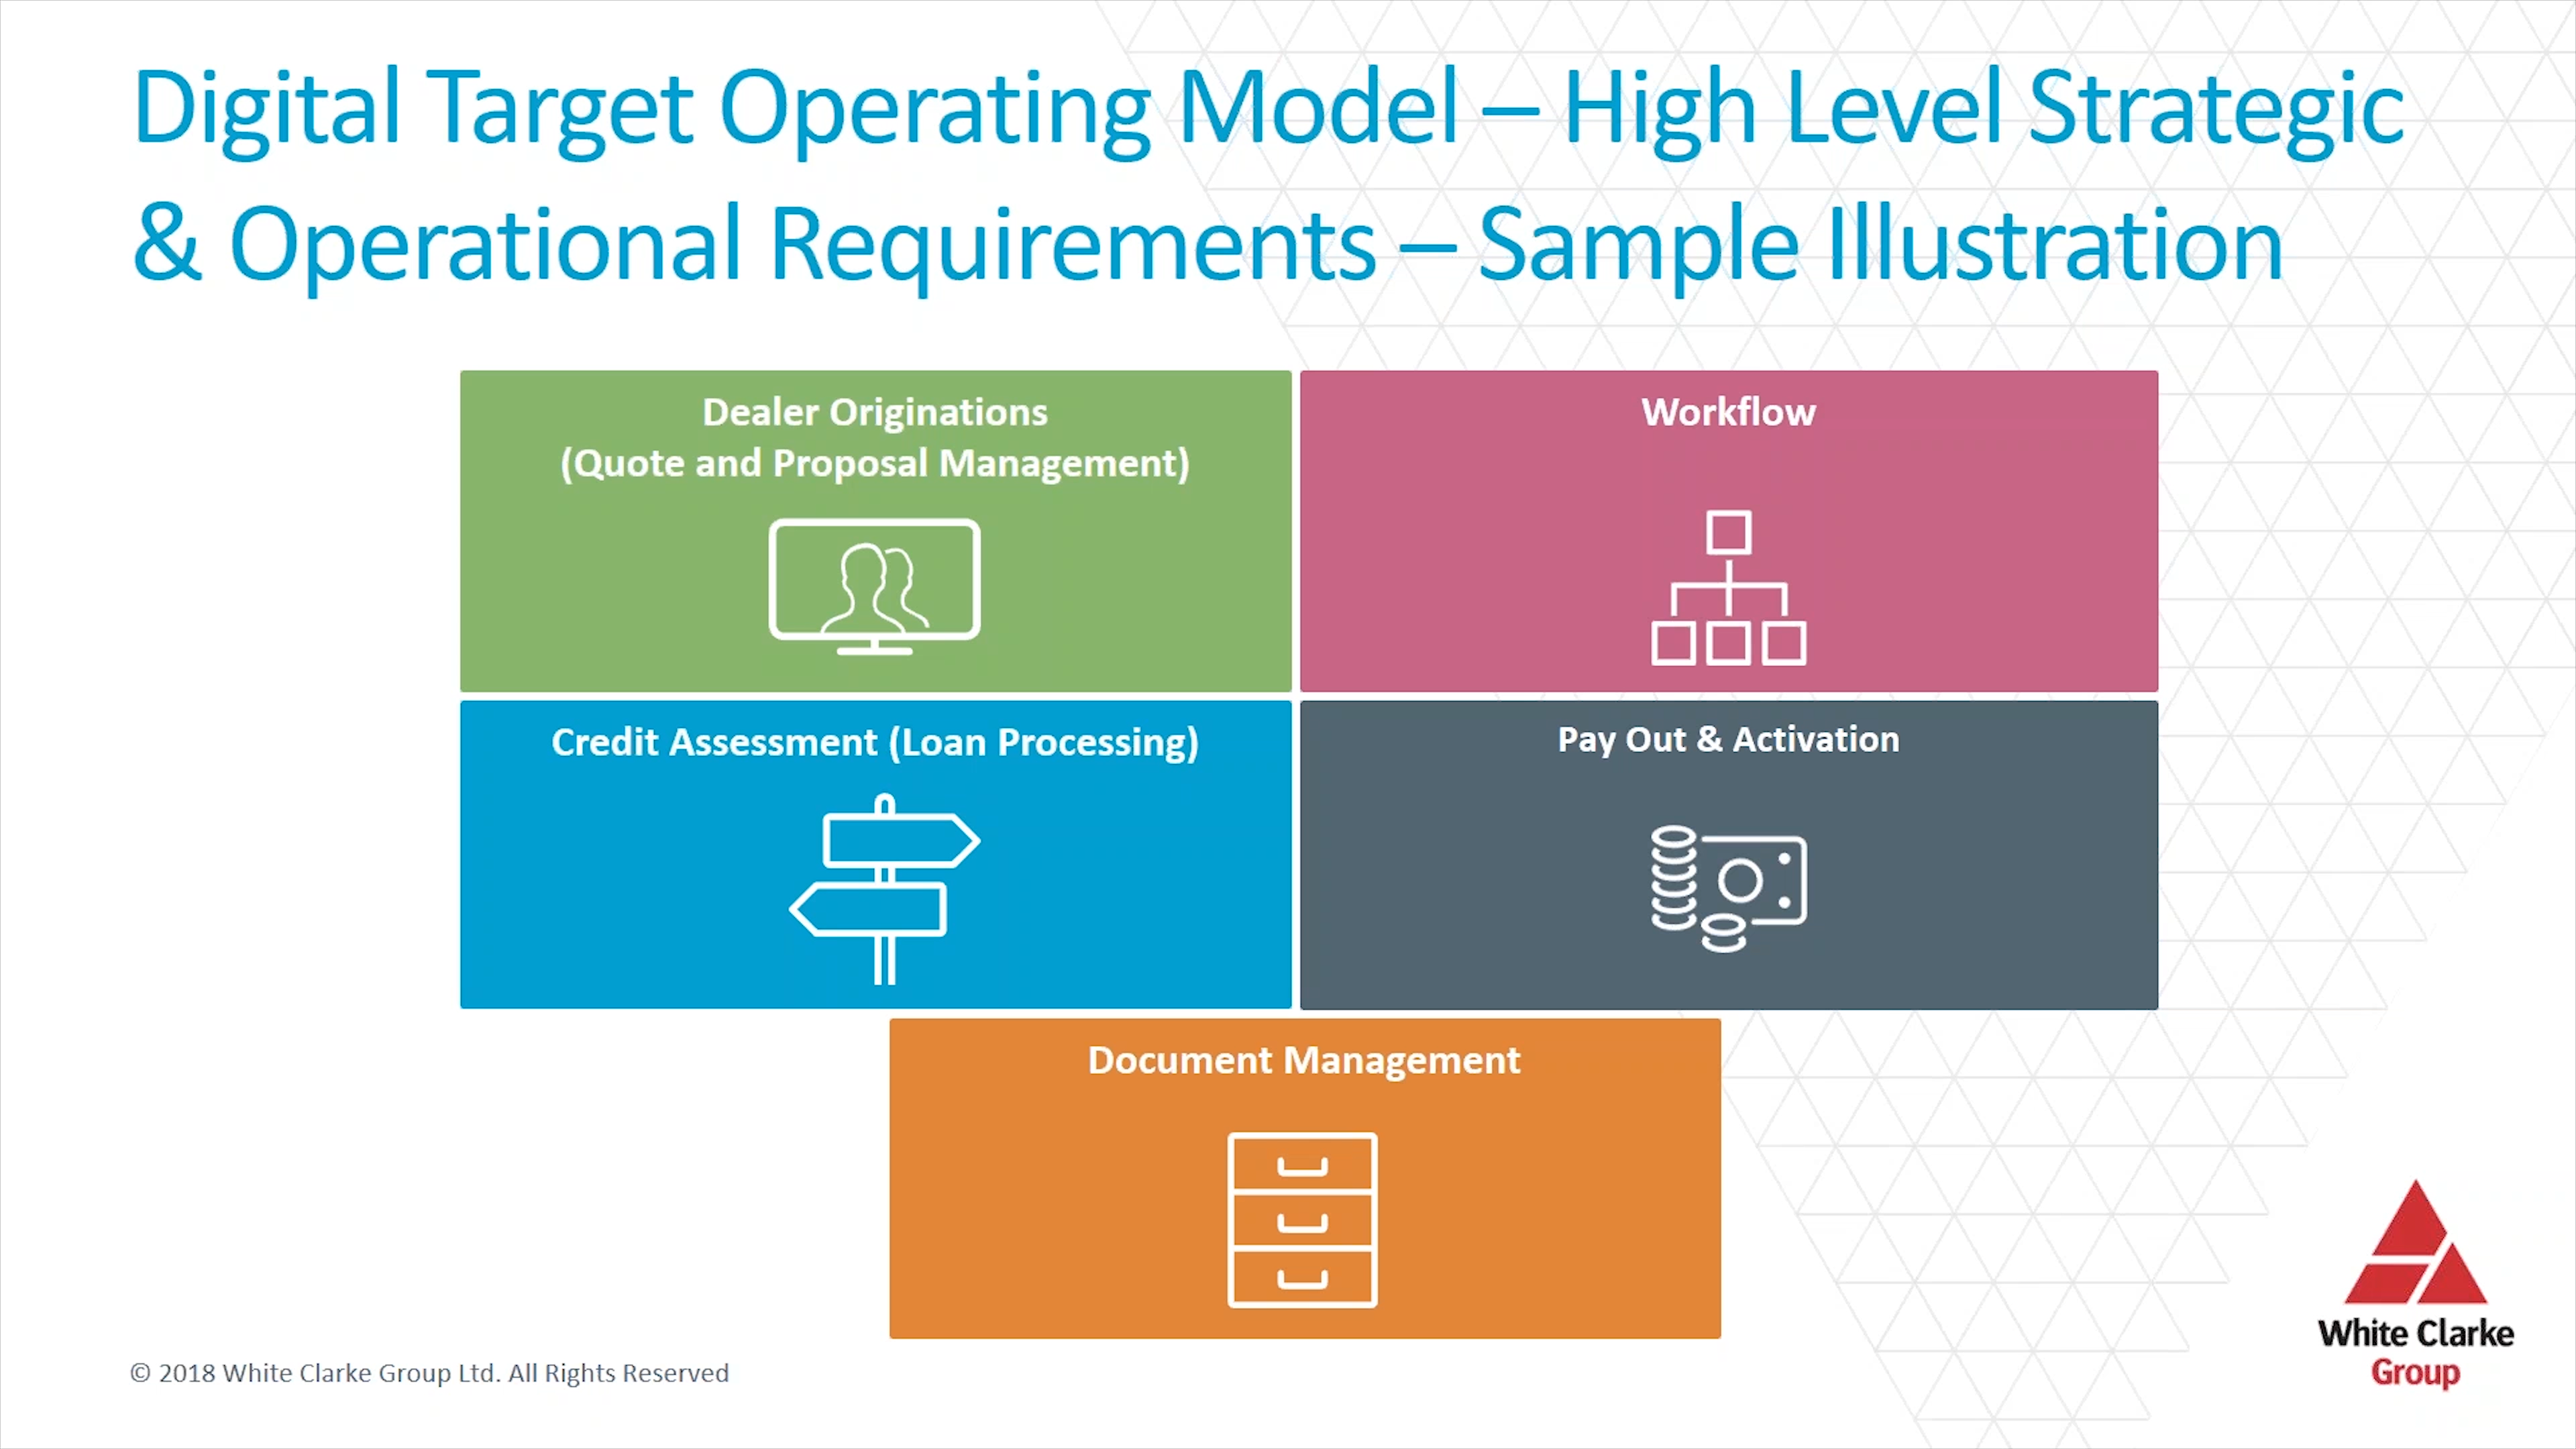 Digital Target Operating Model – High Level Strategic
& Operational Requirements – Sample Illustration
Dealer Originations
(Quote and Proposal Management)
Workflow
Credit Assessment (Loan Processing)
Pay Out & Activation
Document Management
White Clarke
Group
© 2018 White Clarke Group Ltd. All Rights Reserved